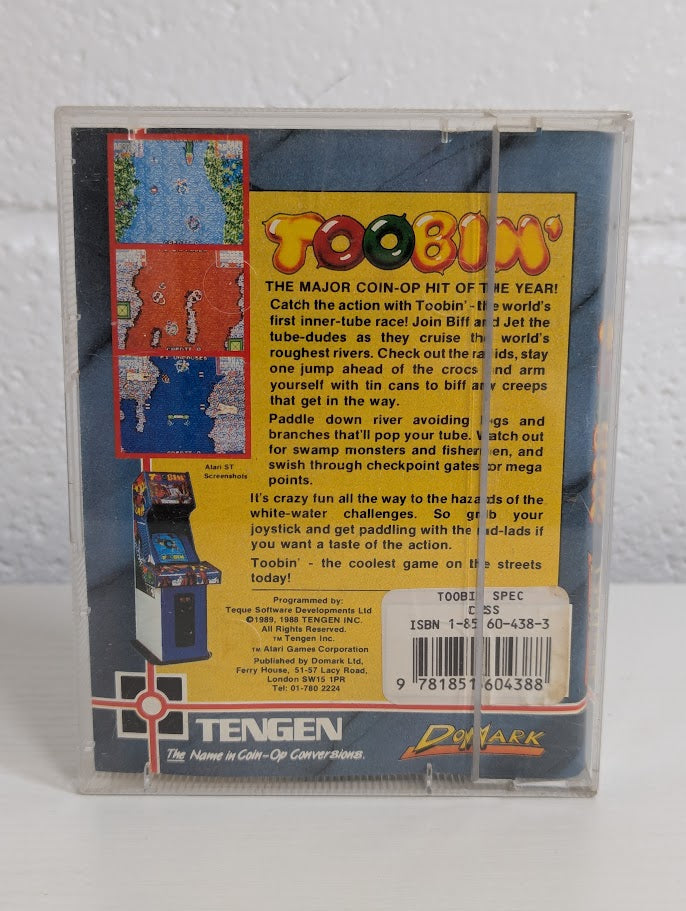 TOOBIN'
THE MAJOR COIN-OP HIT OF THE YEAR!
Catch the action with Toobin' - the world's
first inner-tube race! Join Biff and Jet the
tube-dudes as they cruise the world's
roughest rivers. Check out the rapids, stay
one jump ahead of the crocs and arm
yourself with tin cans to biff any creeps
that get in the way.
Paddle down river avoiding logs and
branches that'll pop your tube. Watch out
for swamp monsters and fishermen, and
swish through checkpoint gates for mega
points.
It's crazy fun all the way to the hazards of the
white-water challenges. So grab your
joystick and get paddling with the rad-lads if
you want a taste of the action.
Toobin' - the coolest game on the streets
today!
Atari ST
Screenshots
TOOBIN
Programmed by:
Teque Software Developments Ltd
©1989, 1988 TENGEN INC.
All Rights Reserved.
TM Tengen Inc.
TM Atari Games Corporation
Published by Domark Ltd,
Ferry House, 51-57 Lacy Road,
London SW15 1PR
Tel: 01-780 2224
TOOBIN SPEC
CASS
ISBN 1-85 60-438-3
9 781851 604388
TENGEN
The Name in Coin-Op Conversions.
DOMARK